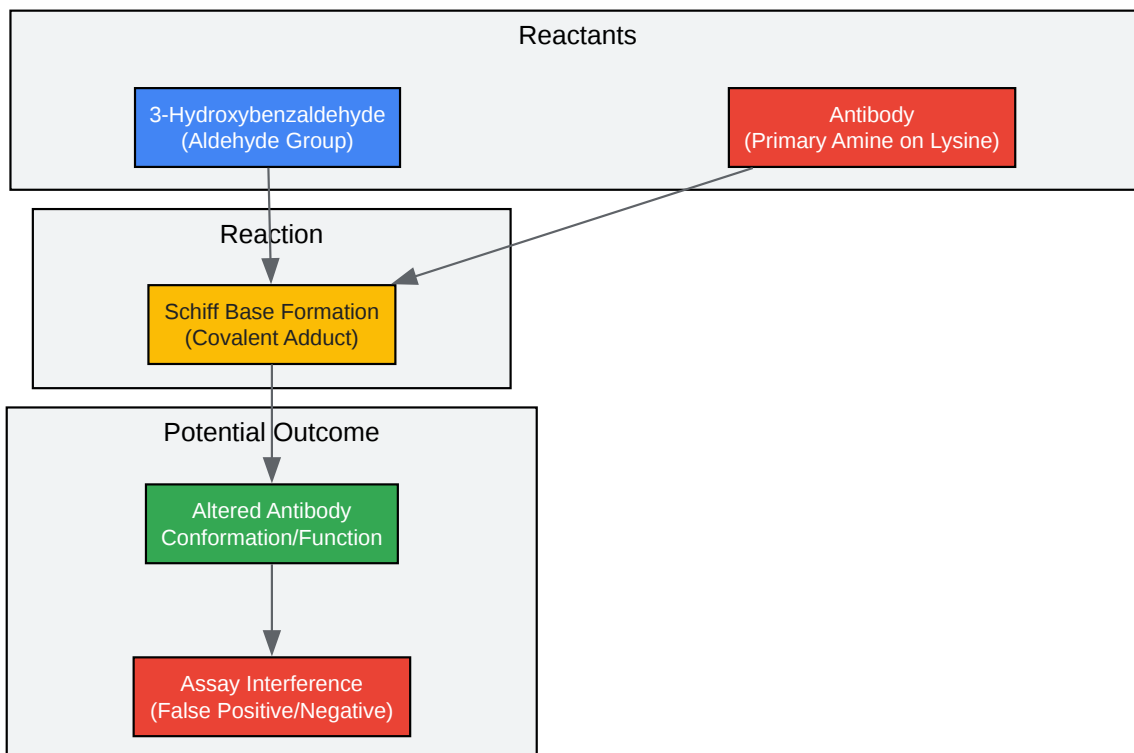 Reactants
3-Hydroxybenzaldehyde
(Aldehyde Group)
Antibody
(Primary Amine on Lysine)
Reaction
Schiff Base Formation
(Covalent Adduct)
Potential Outcome
Altered Antibody
Conformation/Function
Assay Interference
(False Positive/Negative)